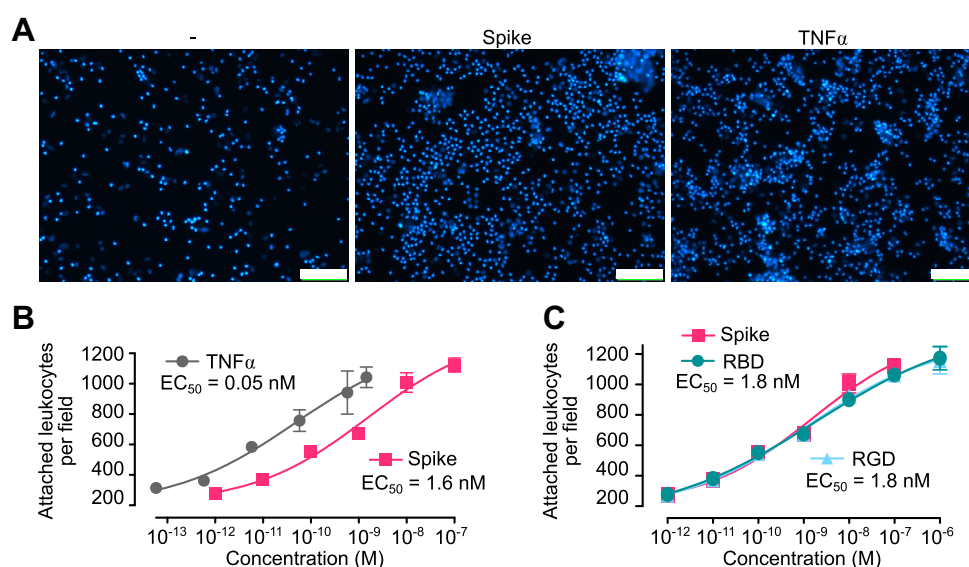 A
-
Spike
TNFα
B
1200
1000
800
600
400
200
Attached leukocytes
per field
TNFα
EC50 = 0.05 nM
Spike
EC50 = 1.6 nM
10-13 10-12 10-11 10-10 10-9 10-8 10-7
Concentration (M)
C
1200
1000
800
600
400
200
Attached leukocytes
per field
Spike
RBD
EC50 = 1.8 nM
RGD
EC50 = 1.8 nM
10-12 10-11 10-10 10-9 10-8 10-7 10-6
Concentration (M)